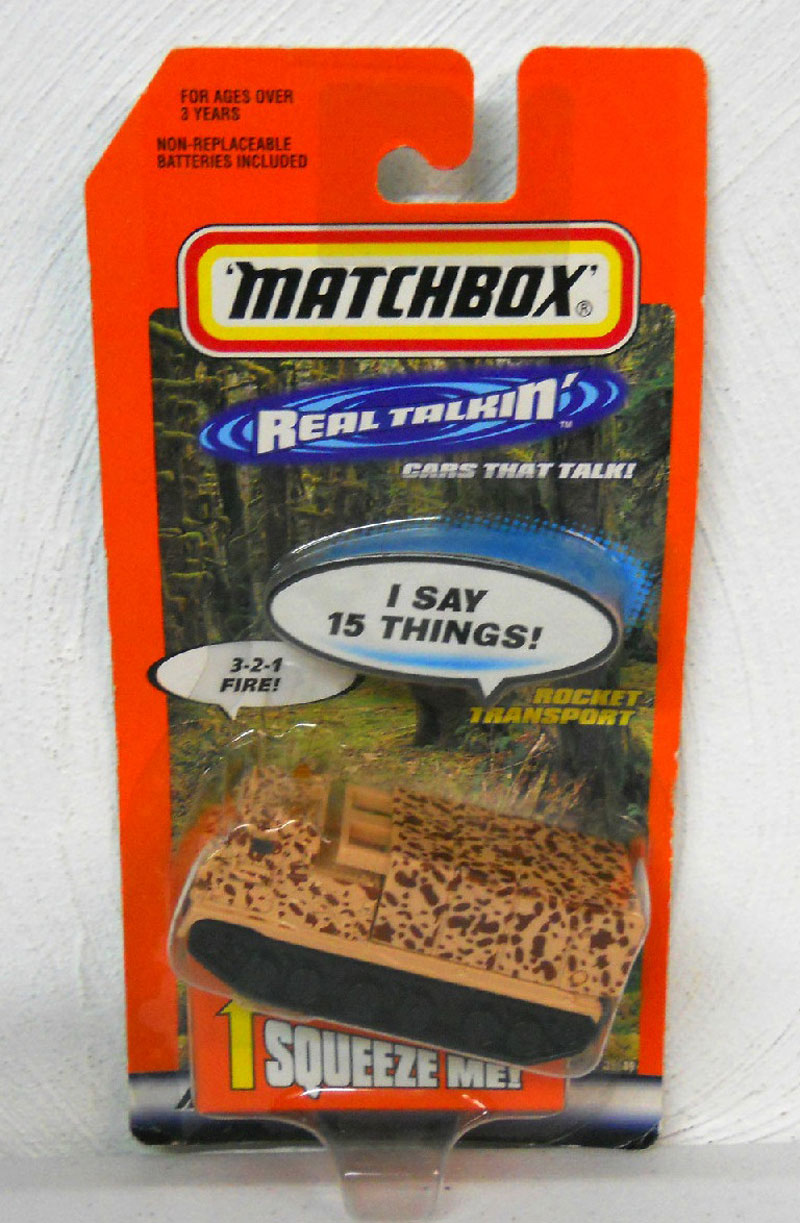 FOR AGES OVER
3 YEARS
NON-REPLACEABLE
BATTERIES INCLUDED
'MATCHBOX'®
REAL TALKIN'™
CARS THAT TALK!
I SAY
15 THINGS!
3-2-1
FIRE!
ROCKET
TRANSPORT
SQUEEZE ME!